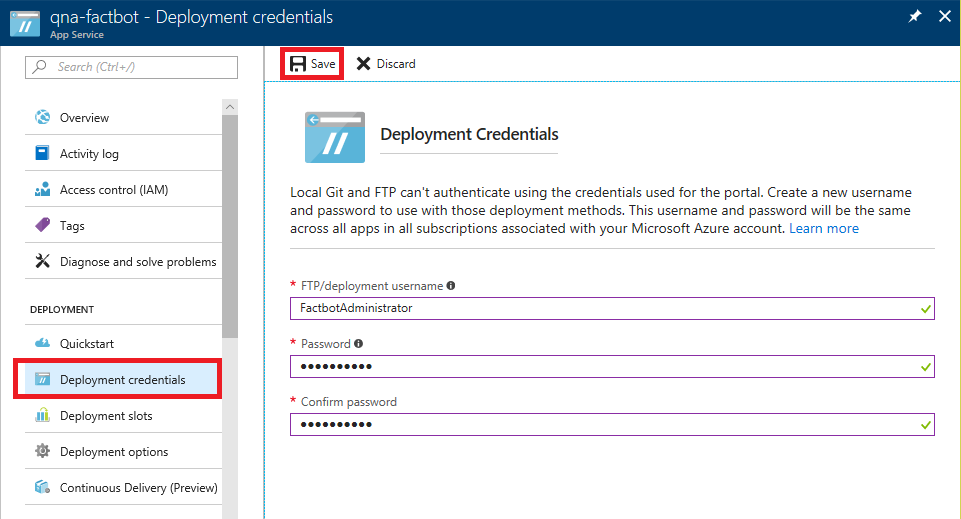 qna-factbot - Deployment credentials
App Service
Search (Ctrl+/)
Overview
Activity log
Access control (IAM)
Tags
Diagnose and solve problems
DEPLOYMENT
Quickstart
Deployment credentials
Deployment slots
Deployment options
Continuous Delivery (Preview)
Save
Discard
Deployment Credentials
Local Git and FTP can't authenticate using the credentials used for the portal. Create a new username
and password to use with those deployment methods. This username and password will be the same
across all apps in all subscriptions associated with your Microsoft Azure account. Learn more
* FTP/deployment username
FactbotAdministrator
* Password
••••••••••
* Confirm password
••••••••••